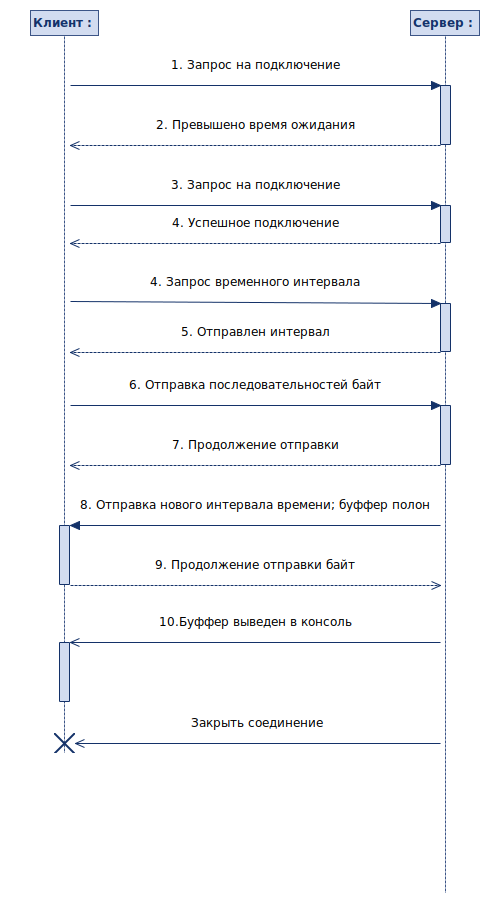 Клиент :
Сервер :
1. Запрос на подключение
2. Превышено время ожидания
3. Запрос на подключение
4. Успешное подключение
4. Запрос временного интервала
5. Отправлен интервал
6. Отправка последовательностей байт
7. Продолжение отправки
8. Отправка нового интервала времени; буффер полон
9. Продолжение отправки байт
10.Буффер выведен в консоль
Закрыть соединение